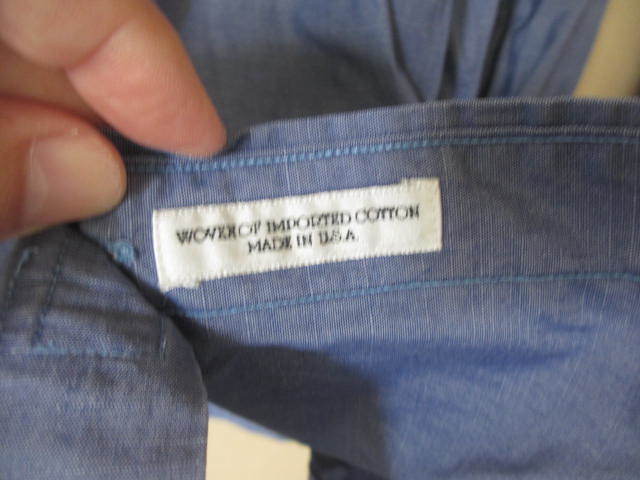 WOVEN OF IMPORTED COTTON
MADE IN U.S.A.